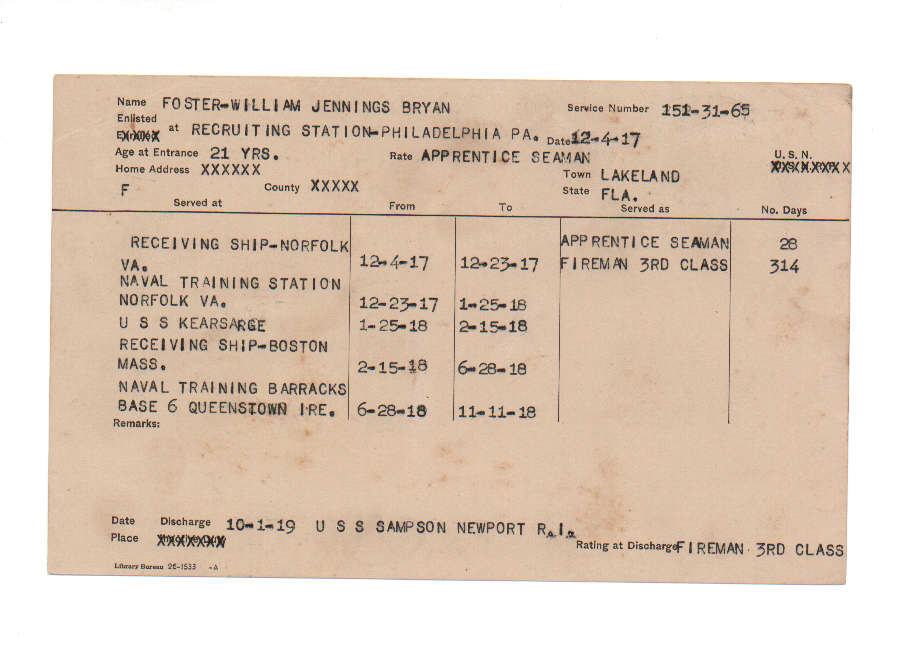 Name FOSTER-WILLIAM JENNINGS BRYAN Service Number 151-31-65
Enlisted
at RECRUITING STATION-PHILADELPHIA PA. Date 12-4-17
Age at Entrance 21 YRS. Rate APPRENTICE SEAMAN U. S. N.
Home Address XXXXXX Town LAKELAND XXXXXXXX
F County XXXXX State FLA.
Served at From To Served as No. Days
RECEIVING SHIP-NORFOLK APPRENTICE SEAMAN 28
VA. 12-4-17 12-23-17 FIREMAN 3RD CLASS 314
NAVAL TRAINING STATION
NORFOLK VA. 12-23-17 1-25-18
U S S KEARSARGE 1-25-18 2-15-18
RECEIVING SHIP-BOSTON
MASS. 2-15-18 6-28-18
NAVAL TRAINING BARRACKS
BASE 6 QUEENSTOWN IRE. 6-28-18 11-11-18
Remarks:
Date Discharge 10-1-19 U S S SAMPSON NEWPORT R.I.
Place XXXXXXX
Rating at Discharge FIREMAN 3RD CLASS
Library Bureau 26-1533 -A